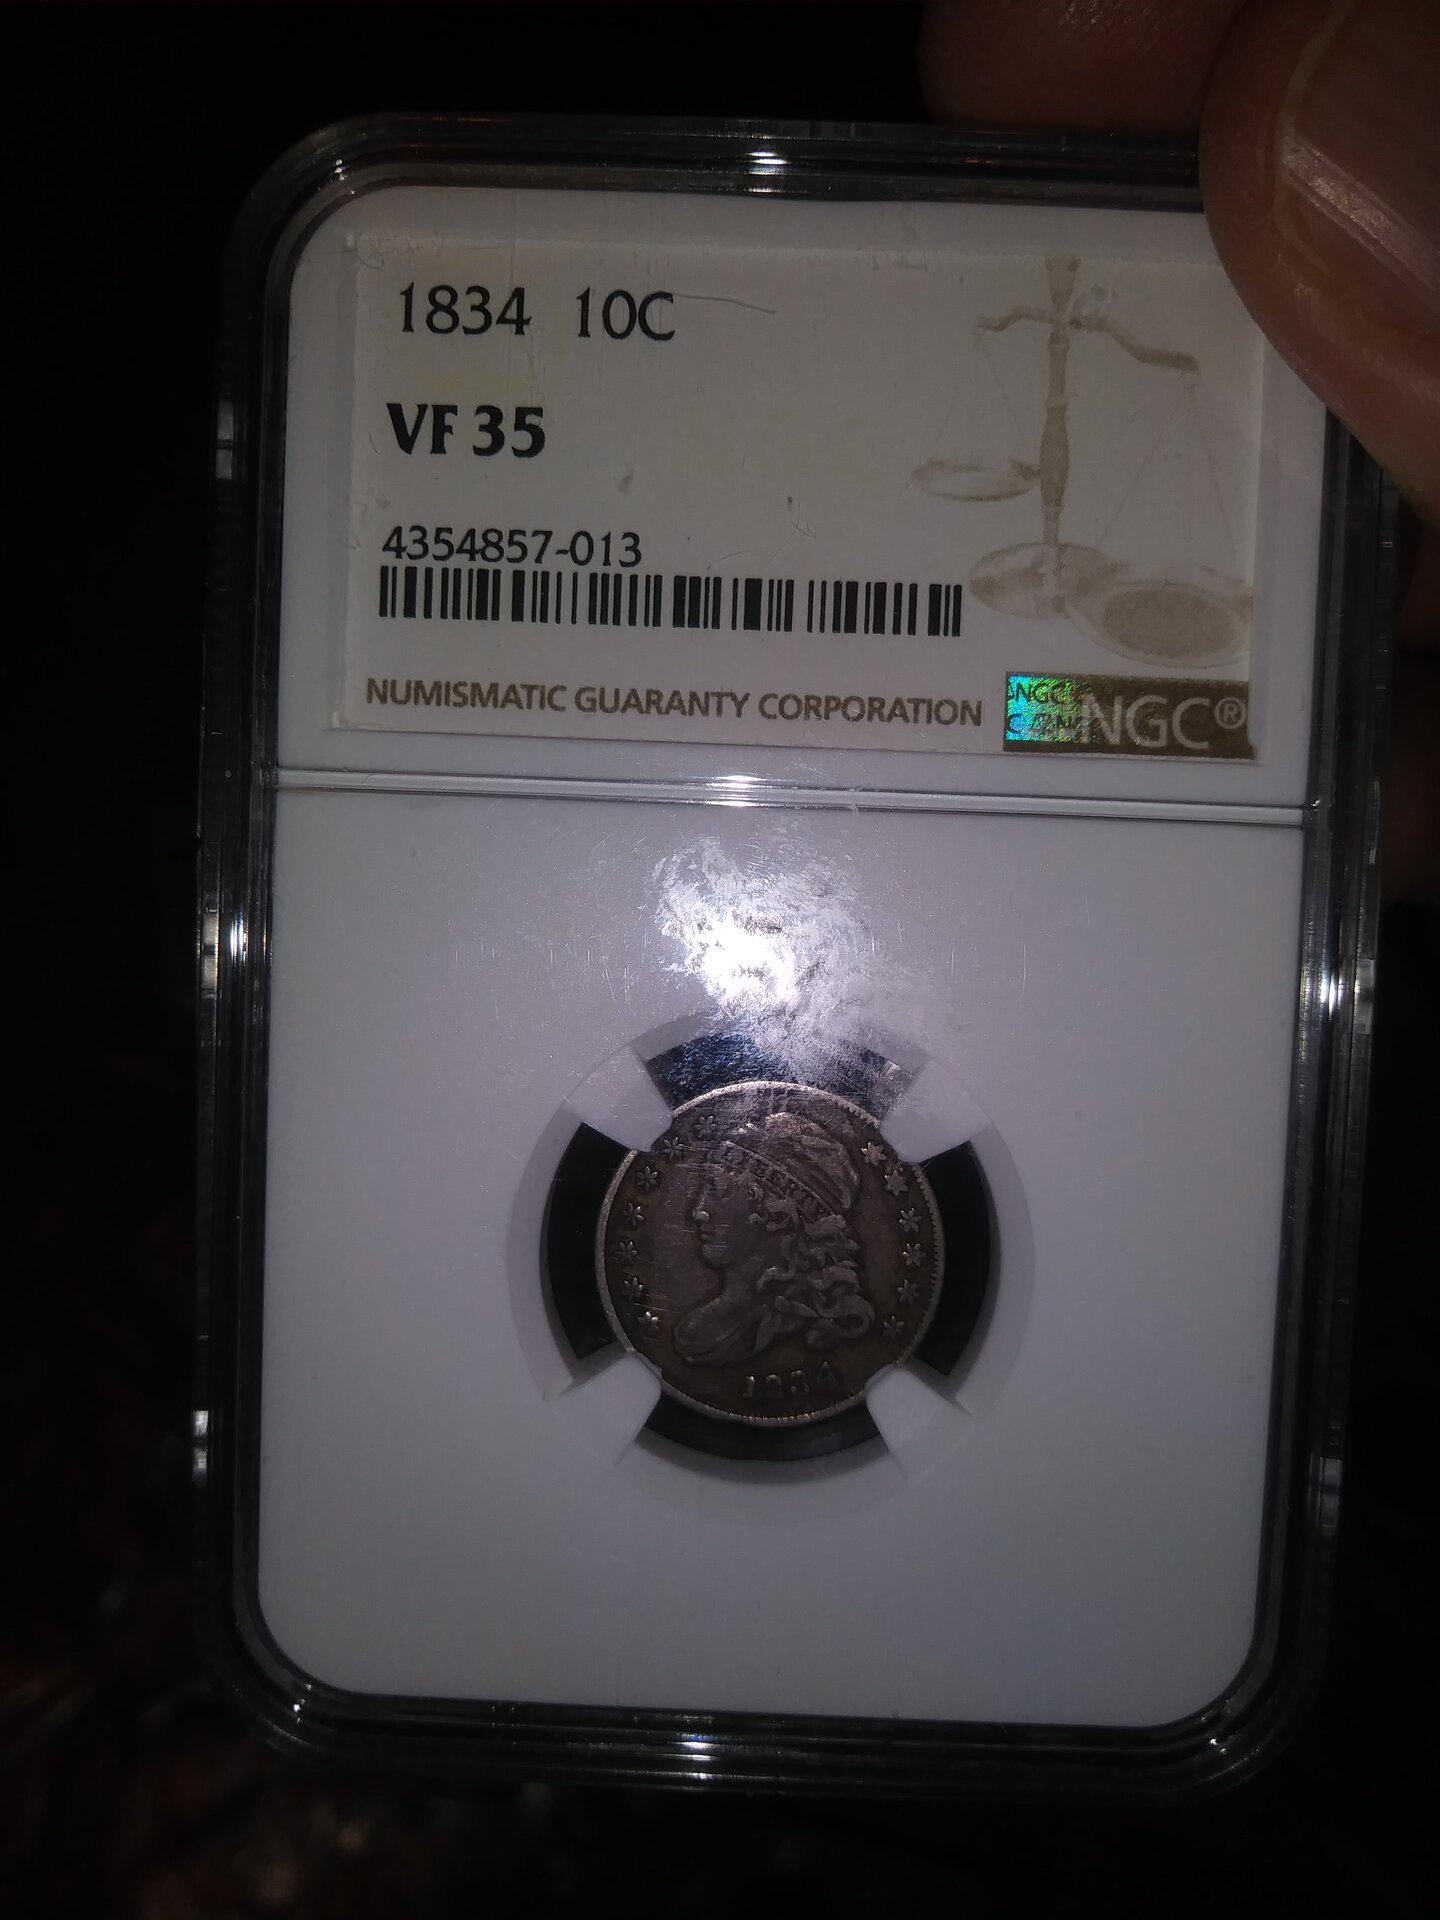 1834 10C
VF 35
4354857-013
NUMISMATIC GUARANTY CORPORATION
NGC®
LIBERTY
1834